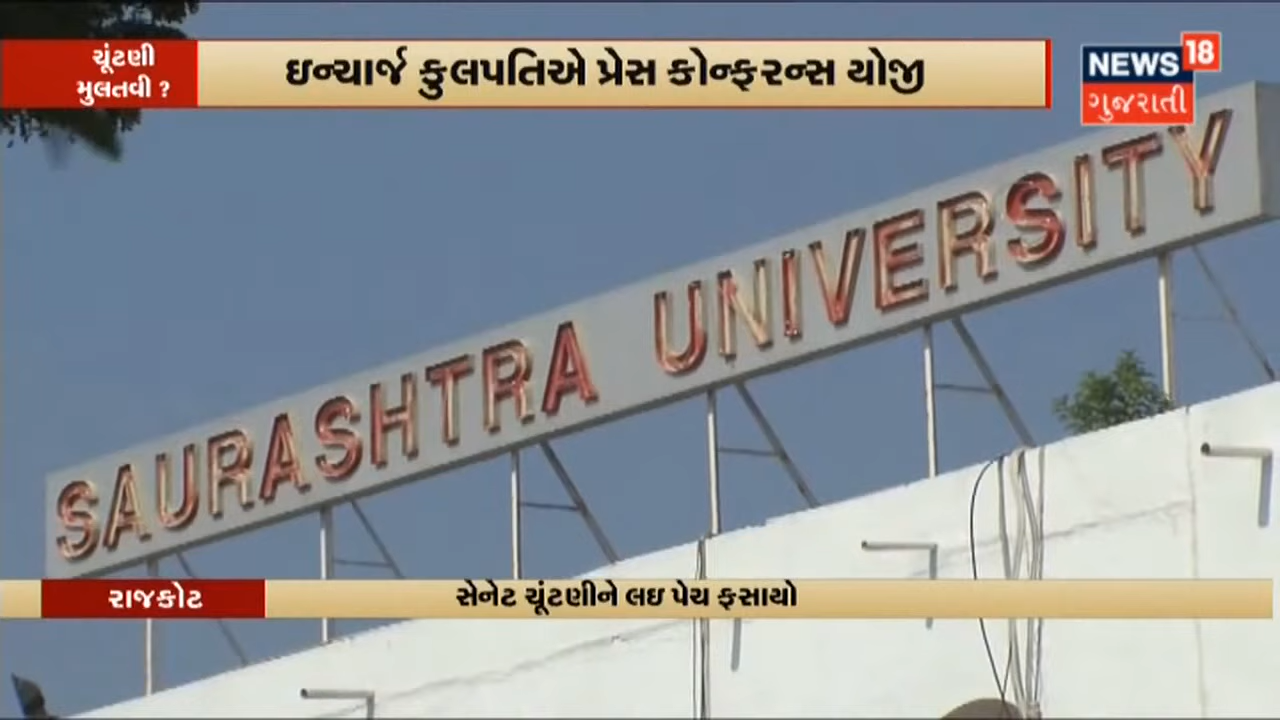 ચૂંટણી
મુલતવી ?
ઇન્ચાર્જ કુલપતિએ પ્રેસ કોન્ફરન્સ યોજી
NEWS 18
ગુજરાતી
SAURASHTRA UNIVERSITY
રાજકોટ
સેનેટ ચૂંટણીને લઇ પેચ ફસાયો